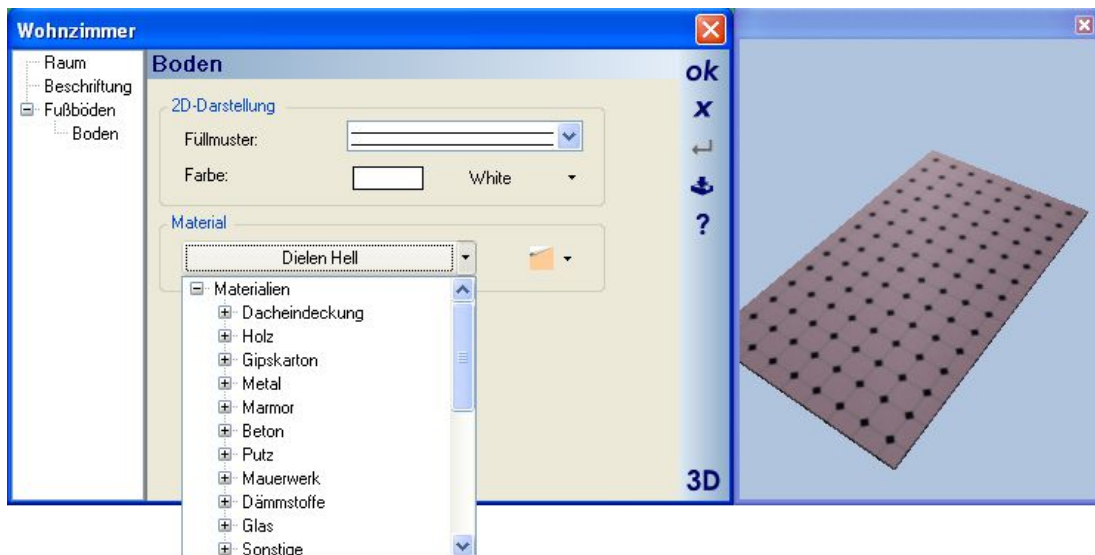 Wohnzimmer
Raum
Beschriftung
Fußböden
Boden
Boden
2D-Darstellung
Füllmuster:
Farbe:
White
Material
Dielen Hell
Materialien
Dacheindeckung
Holz
Gipskarton
Metal
Marmor
Beton
Putz
Mauerwerk
Dämmstoffe
Glas
Sonstige
ok
x
?
3D